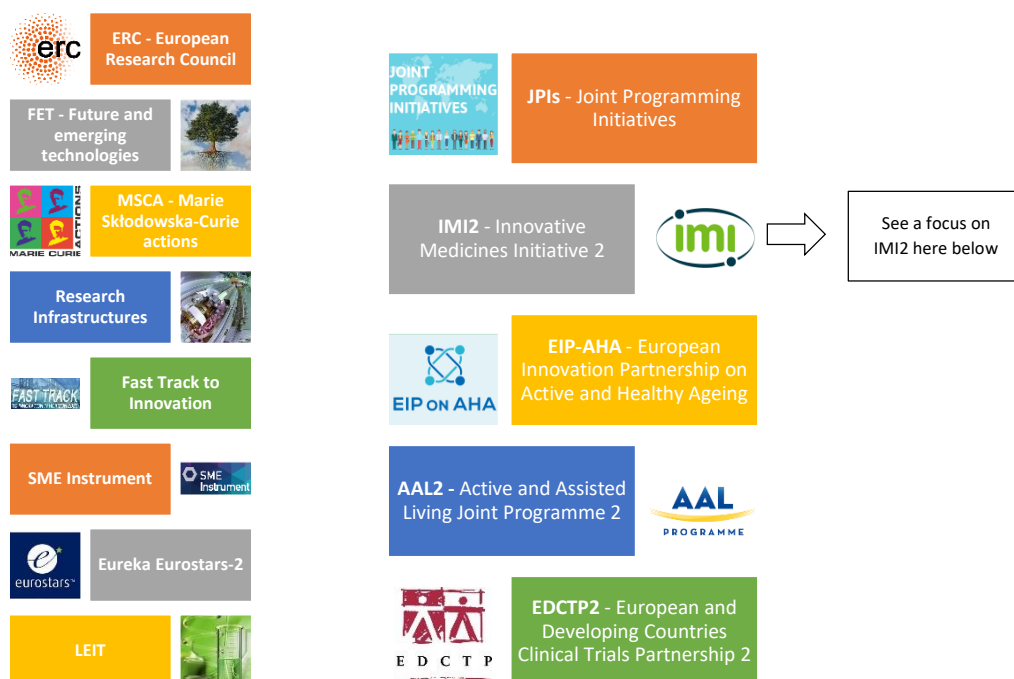 erc
ERC - European
Research Council
FET - Future and
emerging
technologies
MARIE CURIE ACTIONS
MSCA - Marie
Skłodowska-Curie
actions
Research
Infrastructures
FAST TRACK
Fast Track to
Innovation
SME Instrument
SME
Instrument
eurostars™
Eureka Eurostars-2
LEIT
JOINT
PROGRAMMING
INITIATIVES
JPIs - Joint Programming
Initiatives
IMI2 - Innovative
Medicines Initiative 2
imi
See a focus on
IMI2 here below
EIP ON AHA
EIP-AHA - European
Innovation Partnership on
Active and Healthy Ageing
AAL2 - Active and Assisted
Living Joint Programme 2
AAL
PROGRAMME
EDCTP
EDCTP2 - European and
Developing Countries
Clinical Trials Partnership 2